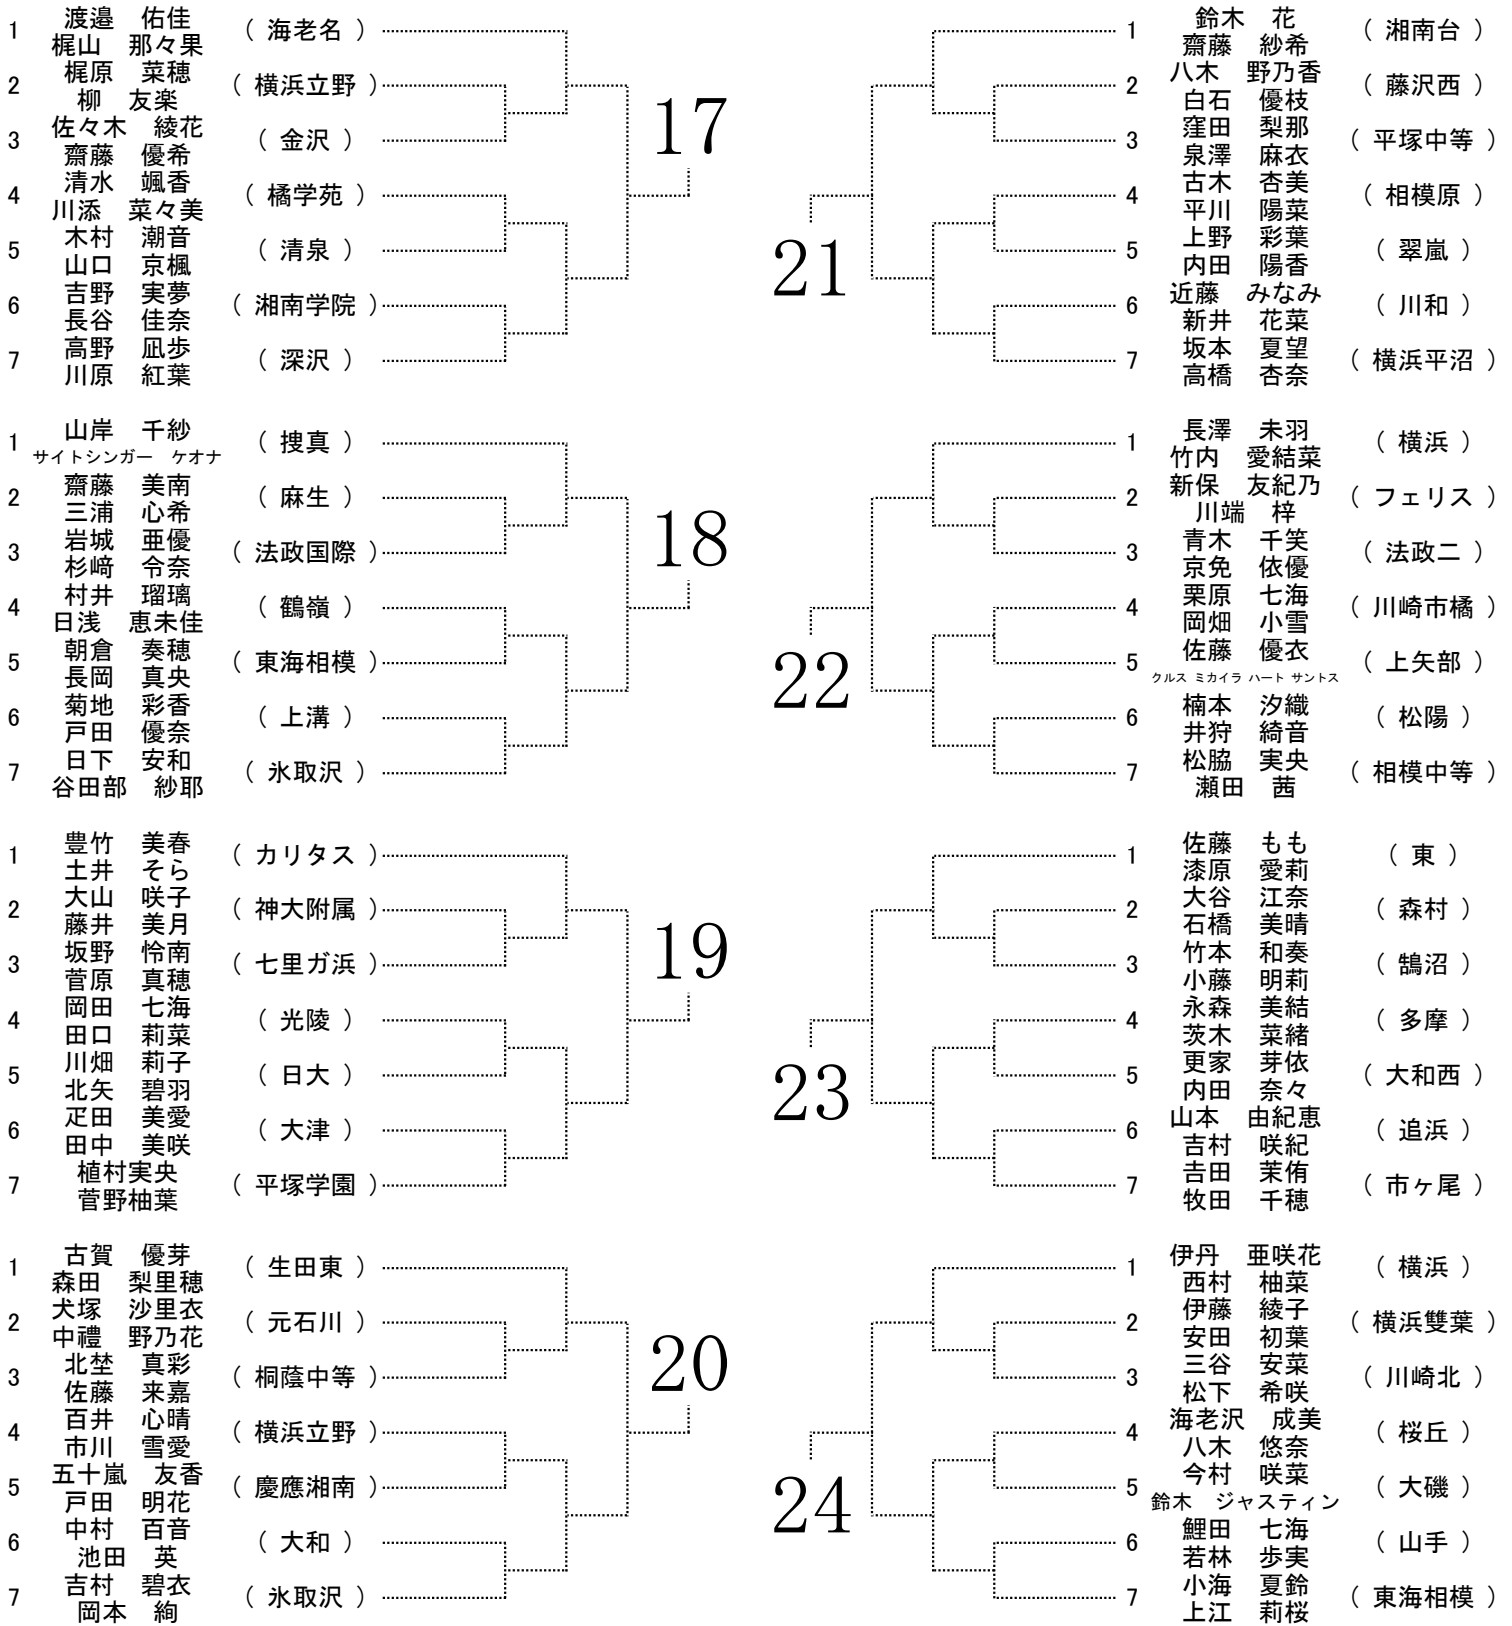 1 渡邉 佑佳 ( 海老名 )
梶山 那々果
2 梶原 菜穂 ( 横浜立野 )
柳 友楽
3 佐々木 綾花 ( 金沢 )
齋藤 優希
4 清水 颯香 ( 橘学苑 )
川添 菜々美
5 木村 潮音 ( 清泉 )
山口 京楓
6 吉野 実夢 ( 湘南学院 )
長谷 佳奈
7 高野 凪歩 ( 深沢 )
川原 紅葉
17
1 山岸 千紗 ( 捜真 )
サイトシンガー ケオナ
2 齋藤 美南 ( 麻生 )
三浦 心希
3 岩城 亜優 ( 法政国際 )
杉﨑 令奈
4 村井 瑠璃 ( 鶴嶺 )
日浅 恵未佳
5 朝倉 奏穂 ( 東海相模 )
長岡 真央
6 菊地 彩香 ( 上溝 )
戸田 優奈
7 日下 安和 ( 氷取沢 )
谷田部 紗耶
18
1 豊竹 美春 ( カリタス )
土井 そら
2 大山 咲子 ( 神大附属 )
藤井 美月
3 坂野 怜南 ( 七里ガ浜 )
菅原 真穂
4 岡田 七海 ( 光陵 )
田口 莉菜
5 川畑 莉子 ( 日大 )
北矢 碧羽
6 疋田 美愛 ( 大津 )
田中 美咲
7 植村実央 ( 平塚学園 )
菅野柚葉
19
1 古賀 優芽 ( 生田東 )
森田 梨里穂
2 犬塚 沙里衣 ( 元石川 )
中禮 野乃花
3 北埜 真彩 ( 桐蔭中等 )
佐藤 来嘉
4 百井 心晴 ( 横浜立野 )
市川 雪愛
5 五十嵐 友香 ( 慶應湘南 )
戸田 明花
6 中村 百音 ( 大和 )
池田 英
7 吉村 碧衣 ( 氷取沢 )
岡本 絢
20
1 鈴木 花 ( 湘南台 )
齋藤 紗希
2 八木 野乃香 ( 藤沢西 )
白石 優枝
3 窪田 梨那 ( 平塚中等 )
泉澤 麻衣
4 古木 杏美 ( 相模原 )
平川 陽菜
5 上野 彩葉 ( 翠嵐 )
内田 陽香
6 近藤 みなみ ( 川和 )
新井 花菜
7 坂本 夏望 ( 横浜平沼 )
高橋 杏奈
21
1 長澤 未羽 ( 横浜 )
竹内 愛結菜
2 新保 友紀乃 ( フェリス )
川端 梓
3 青木 千笑 ( 法政二 )
京免 依優
4 栗原 七海 ( 川崎市橘 )
岡畑 小雪
5 佐藤 優衣 ( 上矢部 )
クルス ミカイラ ハート サントス
6 楠本 汐織 ( 松陽 )
井狩 綺音
7 松脇 実央 ( 相模中等 )
瀬田 茜
22
1 佐藤 もも ( 東 )
漆原 愛莉
2 大谷 江奈 ( 森村 )
石橋 美晴
3 竹本 和奏 ( 鵠沼 )
小藤 明莉
4 永森 美結 ( 多摩 )
茨木 菜緒
5 更家 芽依 ( 大和西 )
内田 奈々
6 山本 由紀恵 ( 追浜 )
吉村 咲紀
7 吉田 茉侑 ( 市ヶ尾 )
牧田 千穂
23
1 伊丹 亜咲花 ( 横浜 )
西村 柚菜
2 伊藤 綾子 ( 横浜雙葉 )
安田 初葉
3 三谷 安菜 ( 川崎北 )
松下 希咲
4 海老沢 成美 ( 桜丘 )
八木 悠奈
5 今村 咲菜 ( 大磯 )
鈴木 ジャスティン
6 鯉田 七海 ( 山手 )
若林 歩実
7 小海 夏鈴 ( 東海相模 )
上江 莉桜
24